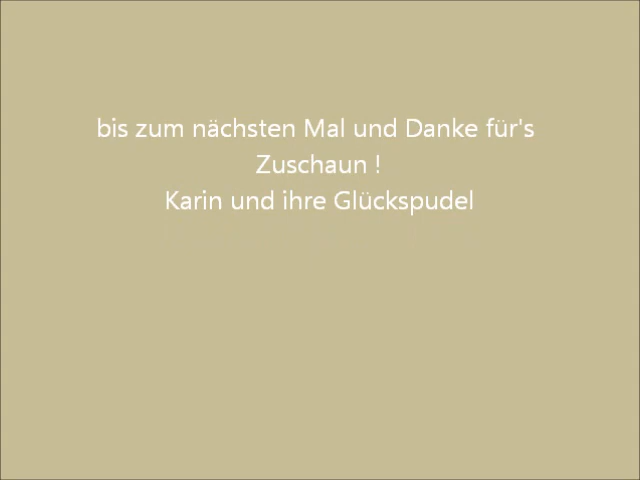 bis zum nächsten Mal und Danke für's
Zuschaun !
Karin und ihre Glückspudel